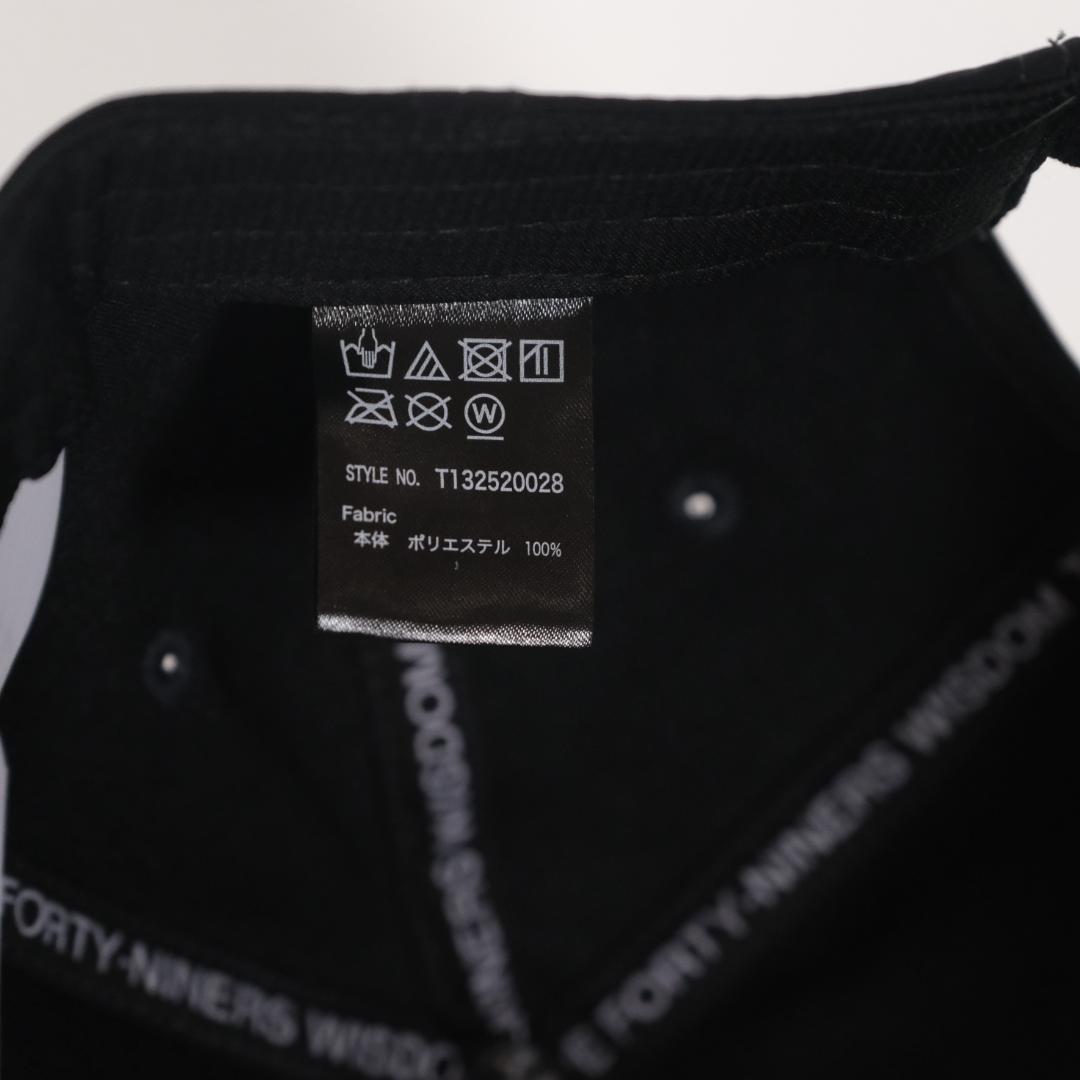 W
STYLE NO. T132520028
Fabric
本体 ポリエステル 100%
FORTY-NINERS WISDOM
E FORTY-NINERS WISDOM
NINERS WISDOM